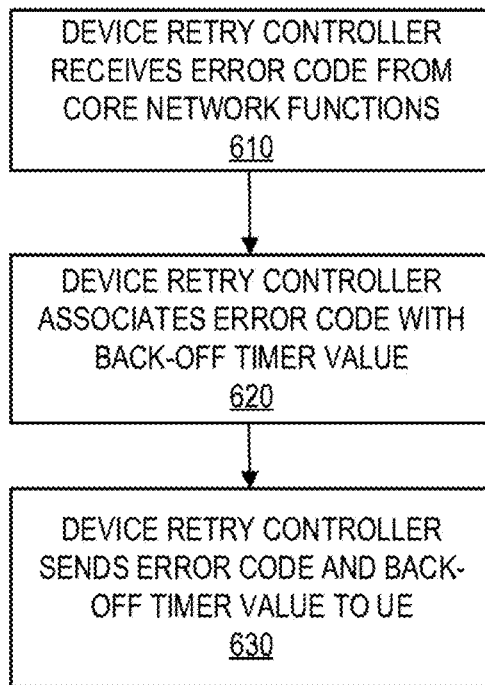 DEVICE RETRY CONTROLLER
RECEIVES ERROR CODE FROM
CORE NETWORK FUNCTIONS
610
DEVICE RETRY CONTROLLER
ASSOCIATES ERROR CODE WITH
BACK-OFF TIMER VALUE
620
DEVICE RETRY CONTROLLER
SENDS ERROR CODE AND BACK-
OFF TIMER VALUE TO UE
630